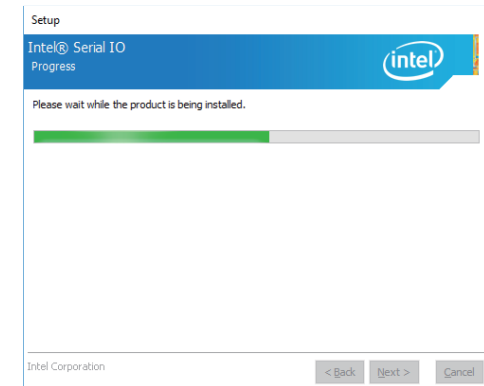 Setup
Intel® Serial IO
Progress
intel
Please wait while the product is being installed.
Intel Corporation
< Back Next > Cancel